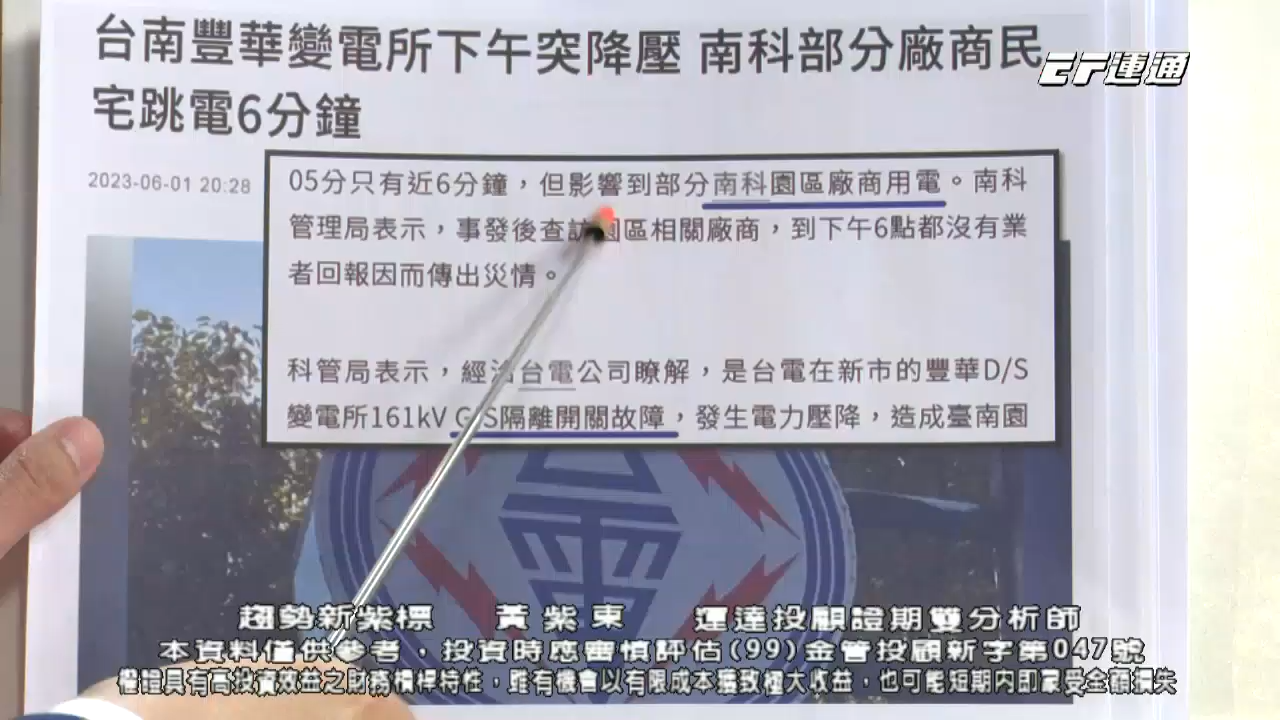 台南豐華變電所下午突降壓 南科部分廠商民
宅跳電6分鐘
運通
2023-06-01 20:28
05分只有近6分鐘，但影響到部分南科園區廠商用電。南科
管理局表示，事發後查訪園區相關廠商，到下午6點都沒有業
者回報因而傳出災情。
科管局表示，經洽台電公司瞭解，是台電在新市的豐華D/S
變電所161kV GIS隔離開關故障，發生電力壓降，造成臺南園
趨勢新紫標 黃紫東 運達投顧證期雙分析師
本資料僅供參考，投資時應審慎評估(99)金管投顧新字第047號
權證具有高投資效益之財務槓桿特性，雖有機會以有限成本獲致極大收益，也可能短期內即蒙受全額損失